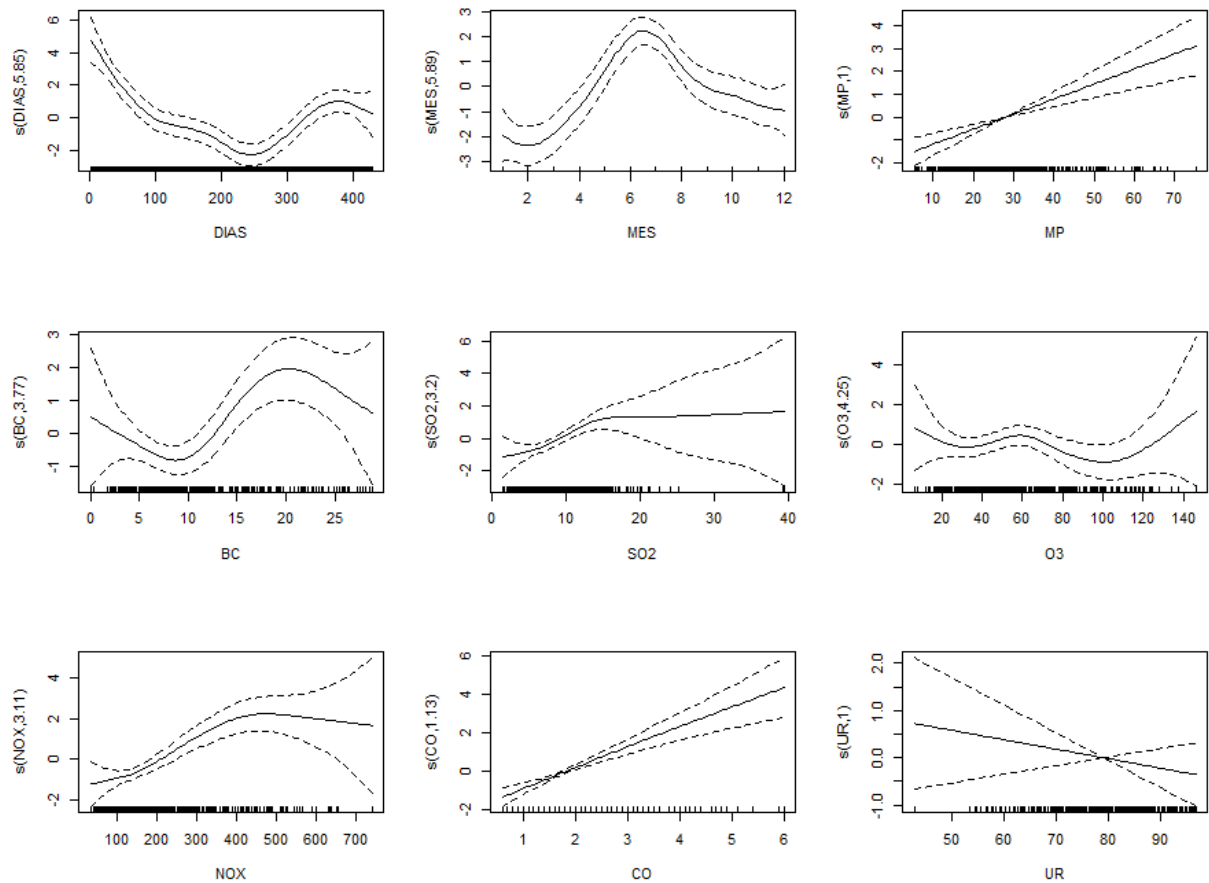 s(DIAS,5.85)
6
4
2
0
-2
0 100 200 300 400
DIAS
s(MES,5.89)
3
2
1
0
-1
-2
-3
2 4 6 8 10 12
MES
s(MP,1)
4
3
2
1
0
-2
10 20 30 40 50 60 70
MP
s(BC,3.77)
3
2
1
0
-1
0 5 10 15 20 25
BC
s(SO2,3.2)
6
4
2
0
-2
0 10 20 30 40
SO2
s(O3,4.25)
4
2
0
-2
20 40 60 80 100 120 140
O3
s(NOX,3.11)
4
2
0
-2
100 200 300 400 500 600 700
NOX
s(CO,1.13)
6
4
2
0
-2
1 2 3 4 5 6
CO
s(UR,1)
2.0
1.0
0.0
-1.0
50 60 70 80 90
UR